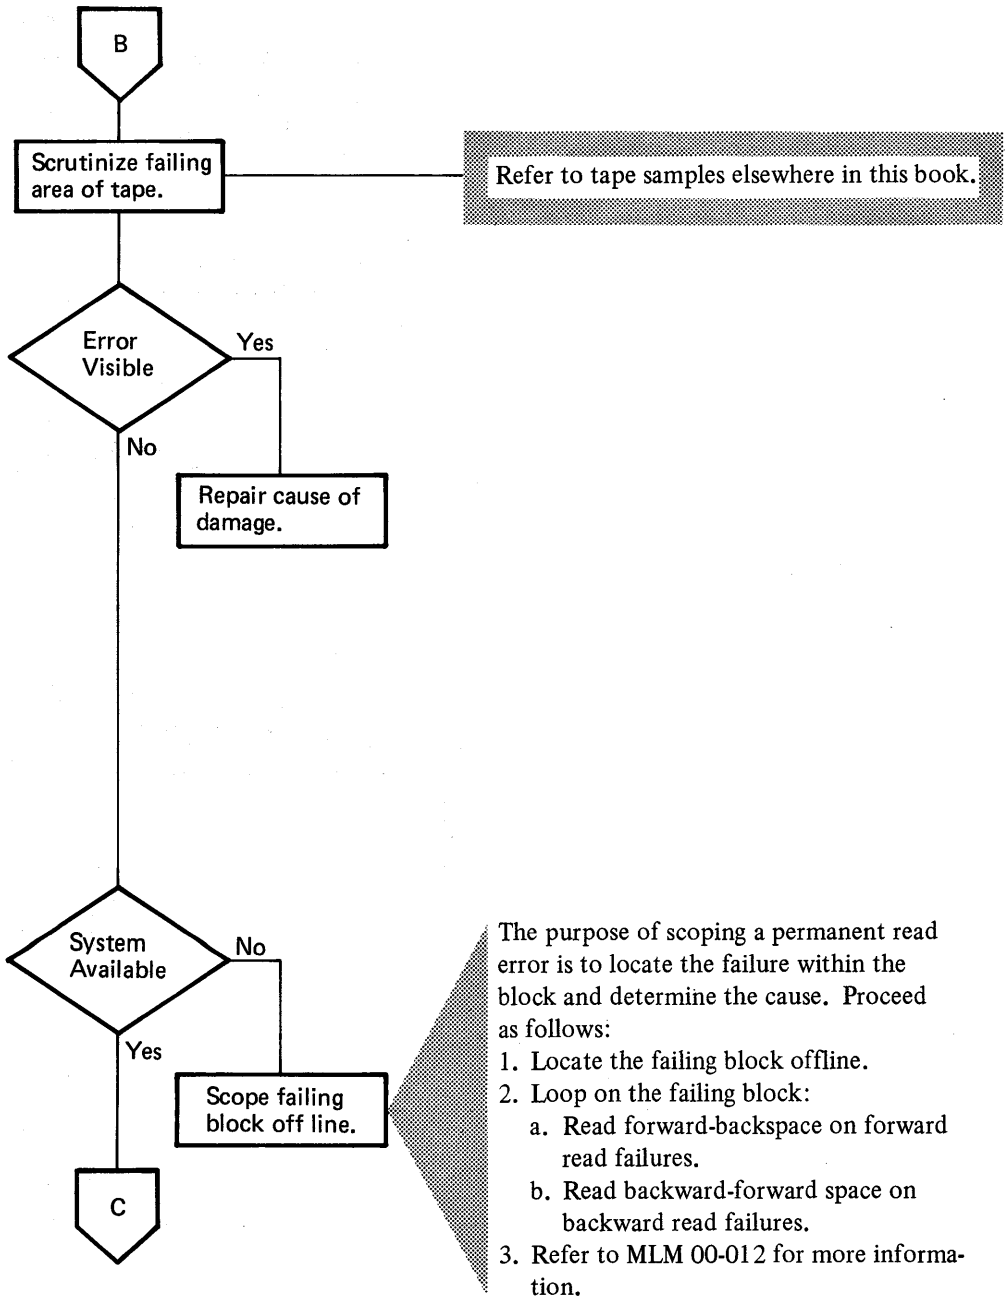 B
Scrutinize failing
area of tape.
Refer to tape samples elsewhere in this book.
Error
Visible
Yes
No
Repair cause of
damage.
System
Available
No
Yes
Scope failing
block off line.
The purpose of scoping a permanent read
error is to locate the failure within the
block and determine the cause. Proceed
as follows:
1. Locate the failing block offline.
2. Loop on the failing block:
a. Read forward-backspace on forward
read failures.
b. Read backward-forward space on
backward read failures.
3. Refer to MLM 00-012 for more informa-
tion.
C